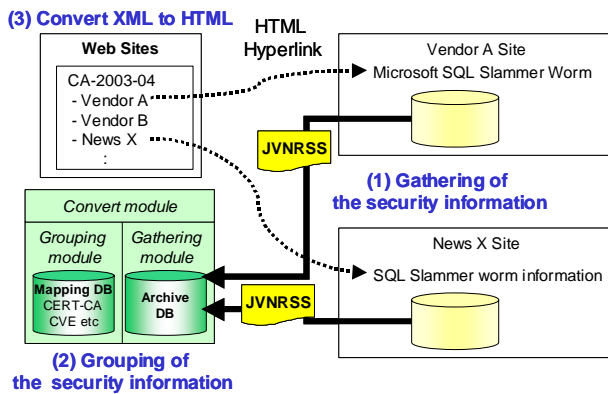 (3) Convert XML to HTML
Web Sites
CA-2003-04
- Vendor A
- Vendor B
- News X
:
HTML
Hyperlink
Vendor A Site
Microsoft SQL Slammer Worm
JVNRSS
(1) Gathering of
the security information
Convert module
Grouping
module
Gathering
module
Mapping DB
CERT-CA
CVE etc
Archive
DB
JVNRSS
News X Site
SQL Slammer worm information
(2) Grouping of
the security information